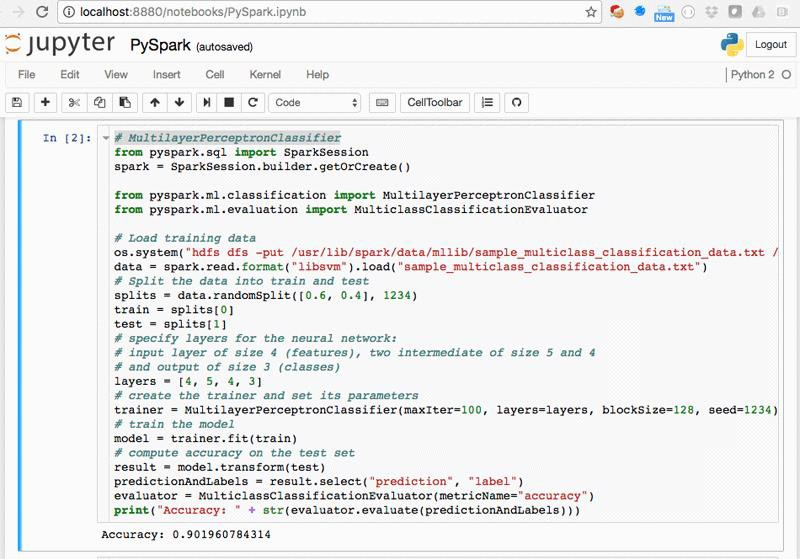 localhost:8880/notebooks/PySpark.ipynb
New
jupyter PySpark (autosaved)
Logout
File Edit View Insert Cell Kernel Help
Python 2
Code CellToolbar
In [2]:
# MultilayerPerceptronClassifier
from pyspark.sql import SparkSession
spark = SparkSession.builder.getOrCreate()
from pyspark.ml.classification import MultilayerPerceptronClassifier
from pyspark.ml.evaluation import MulticlassClassificationEvaluator
# Load training data
os.system("hdfs dfs -put /usr/lib/spark/data/mllib/sample_multiclass_classification_data.txt /
data = spark.read.format("libsvm").load("sample_multiclass_classification_data.txt")
# Split the data into train and test
splits = data.randomSplit([0.6, 0.4], 1234)
train = splits[0]
test = splits[1]
# specify layers for the neural network:
# input layer of size 4 (features), two intermediate of size 5 and 4
# and output of size 3 (classes)
layers = [4, 5, 4, 3]
# create the trainer and set its parameters
trainer = MultilayerPerceptronClassifier(maxIter=100, layers=layers, blockSize=128, seed=1234)
# train the model
model = trainer.fit(train)
# compute accuracy on the test set
result = model.transform(test)
predictionAndLabels = result.select("prediction", "label")
evaluator = MulticlassClassificationEvaluator(metricName="accuracy")
print("Accuracy: " + str(evaluator.evaluate(predictionAndLabels)))
Accuracy: 0.901960784314